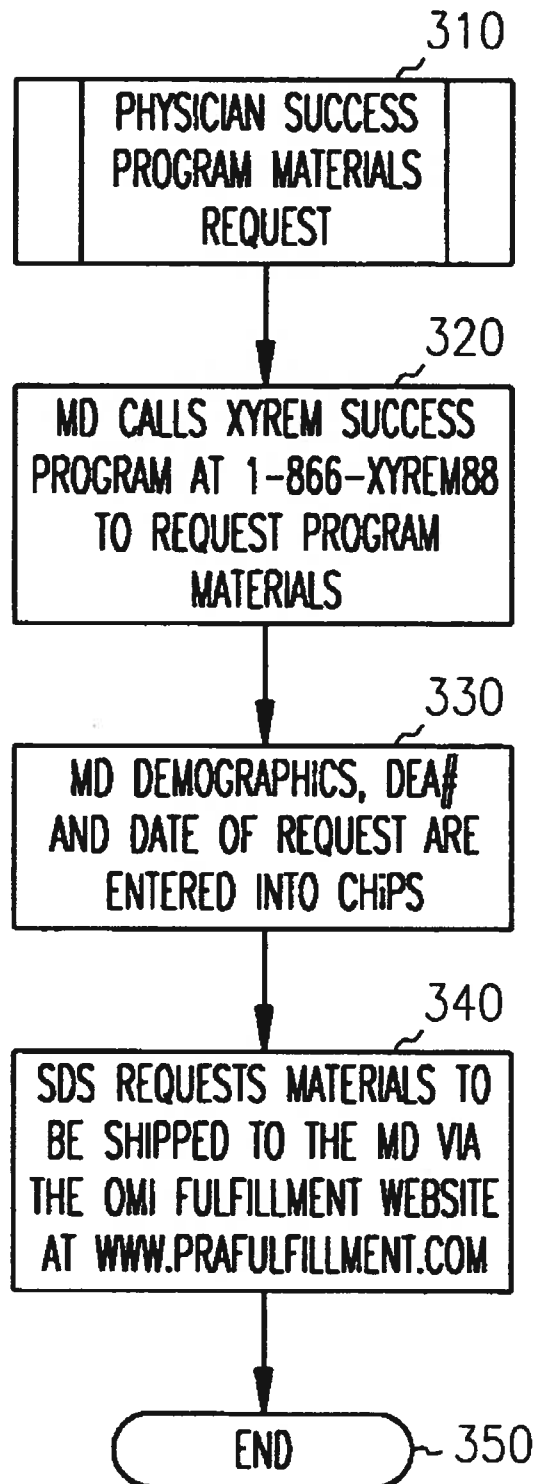 310
PHYSICIAN SUCCESS
PROGRAM MATERIALS
REQUEST
320
MD CALLS XYREM SUCCESS
PROGRAM AT 1-866-XYREM88
TO REQUEST PROGRAM
MATERIALS
330
MD DEMOGRAPHICS, DEA#
AND DATE OF REQUEST ARE
ENTERED INTO CHiPS
340
SDS REQUESTS MATERIALS TO
BE SHIPPED TO THE MD VIA
THE OMI FULFILLMENT WEBSITE
AT WWW.PRAFULFILLMENT.COM
END
350